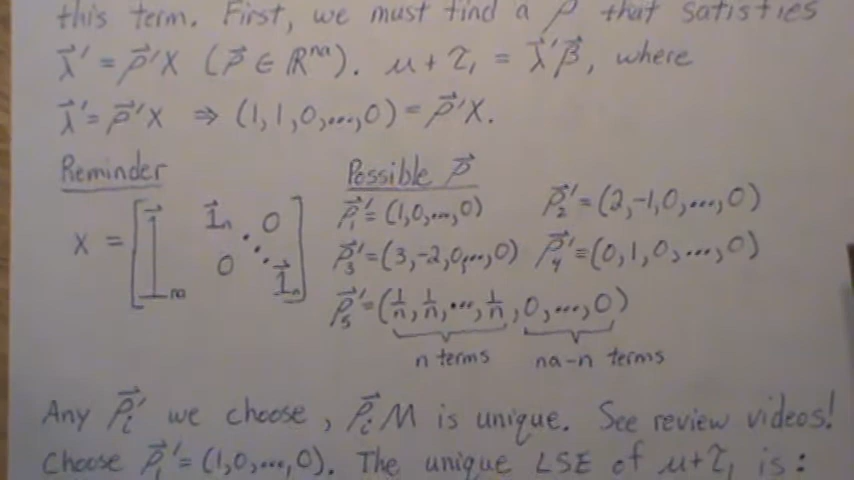 this term. First, we must find a ρ⃗ that satisfies
λ⃗' = ρ⃗'X (ρ⃗ ∈ ℝⁿᵃ). μ + τ₁ = λ⃗'β⃗, where
λ⃗' = ρ⃗'X ⇒ (1, 1, 0, ..., 0) = ρ⃗'X.
Reminder
X = [1⃗ₙₐ 1⃗ₙ 0 ⋱ 0 1⃗ₙ]
Possible ρ⃗
ρ⃗₁' = (1, 0, ..., 0) ρ⃗₂' = (2, -1, 0, ..., 0)
ρ⃗₃' = (3, -2, 0, ..., 0) ρ⃗₄' = (0, 1, 0, ..., 0)
ρ⃗₅' = (1/n, 1/n, ..., 1/n, 0, ..., 0)
n terms na-n terms
Any ρ⃗ᵢ' we choose, ρ⃗ᵢ'M is unique. See review videos!
Choose ρ⃗₁' = (1, 0, ..., 0). The unique LSE of μ+τ₁ is: